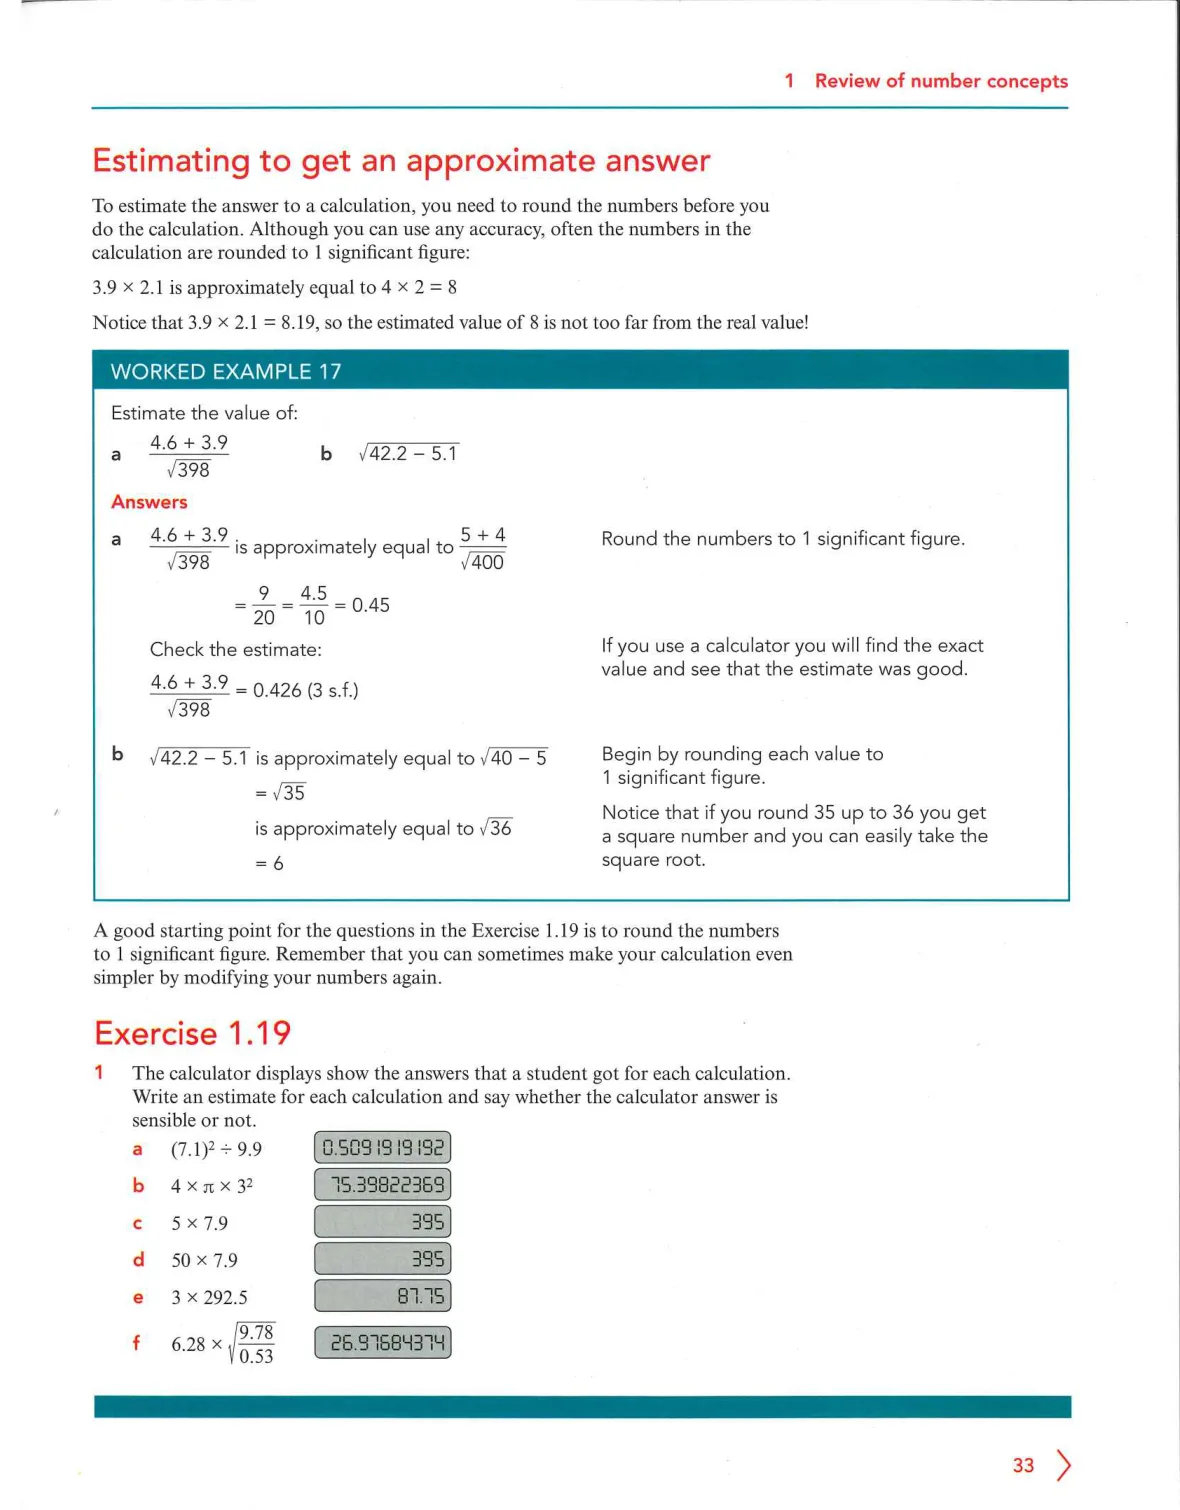 1 Review of number concepts
Estimating to get an approximate answer
To estimate the answer to a calculation, you need to round the numbers before you
do the calculation. Although you can use any accuracy, often the numbers in the
calculation are rounded to 1 significant figure:
3.9 × 2.1 is approximately equal to 4 × 2 = 8
Notice that 3.9 × 2.1 = 8.19, so the estimated value of 8 is not too far from the real value!
WORKED EXAMPLE 17
Estimate the value of:
a (4.6 + 3.9)/√398 b √(42.2 − 5.1)
Answers
a (4.6 + 3.9)/√398 is approximately equal to (5 + 4)/√400 Round the numbers to 1 significant figure.
= 9/20 = 4.5/10 = 0.45
Check the estimate: If you use a calculator you will find the exact
value and see that the estimate was good.
(4.6 + 3.9)/√398 = 0.426 (3 s.f.)
b √(42.2 − 5.1) is approximately equal to √(40 − 5) Begin by rounding each value to
1 significant figure.
= √35
Notice that if you round 35 up to 36 you get
is approximately equal to √36 a square number and you can easily take the
= 6 square root.
A good starting point for the questions in the Exercise 1.19 is to round the numbers
to 1 significant figure. Remember that you can sometimes make your calculation even
simpler by modifying your numbers again.
Exercise 1.19
1 The calculator displays show the answers that a student got for each calculation.
Write an estimate for each calculation and say whether the calculator answer is
sensible or not.
a (7.1)² ÷ 9.9 0.5091919192
b 4 × π × 3² 75.39822369
c 5 × 7.9 395
d 50 × 7.9 395
e 3 × 292.5 87.75
f 6.28 × √(9.78/0.53) 26.97684374
33